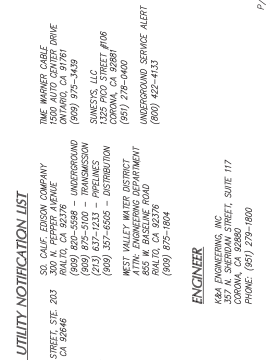 UTILITY NOTIFICATION LIST
STREET, STE. 203
CA 92646
SO. CALIF. EDISON COMPANY
300 N. PEPPER AVENUE
RIALTO, CA 92376
(909) 820-5598 - UNDERGROUND
(909) 875-5100 - TRANSMISSION
(213) 637-1233 - PIPELINES
(909) 357-6505 - DISTRIBUTION
WEST VALLEY WATER DISTRICT
ATTN: ENGINEERING DEPARTMENT
855 W. BASELINE ROAD
RIALTO, CA 92376
(909) 875-1804
TIME WARNER CABLE
1500 AUTO CENTER DRIVE
ONTARIO, CA 91761
(909) 975-3439
SUNESYS, LLC
1325 PICO STREET #106
CORONA, CA 92881
(951) 278-0400
UNDERGROUND SERVICE ALERT
(800) 422-4133
ENGINEER
K&A ENGINEERING, INC
357 N. SHERIDAN STREET, SUITE 117
CORONA, CA 92880
PHONE: (951) 279-1800
P/